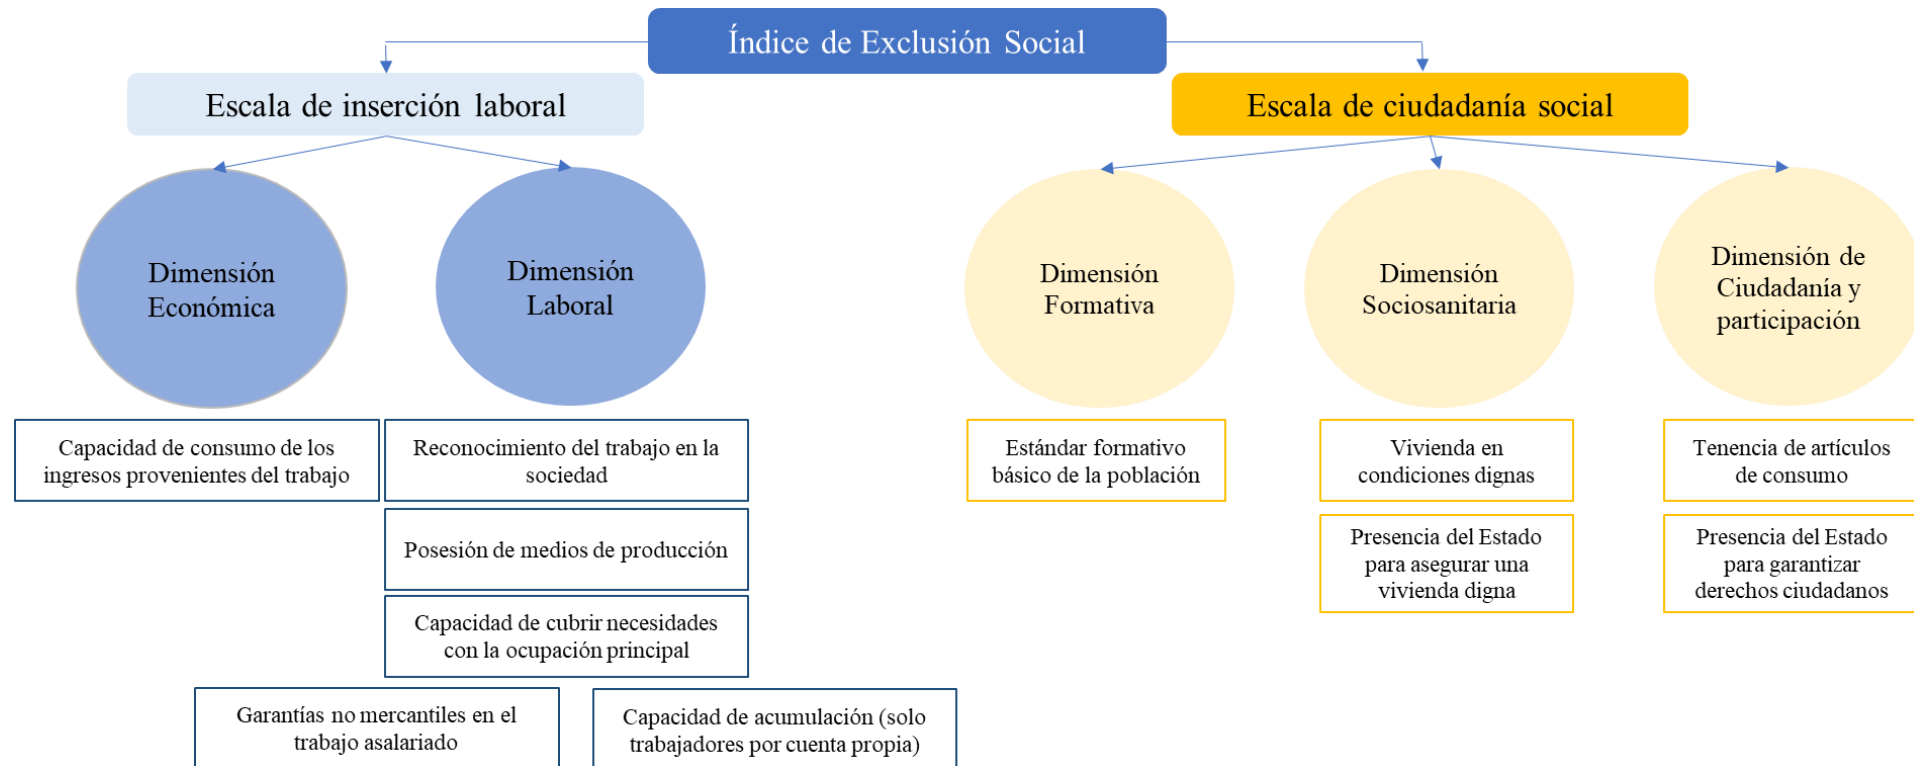 Índice de Exclusión Social
Escala de inserción laboral
Escala de ciudadanía social
Dimensión
Económica
Dimensión
Laboral
Dimensión
Formativa
Dimensión
Sociosanitaria
Dimensión de
Ciudadanía y
participación
Capacidad de consumo de los
ingresos provenientes del trabajo
Reconocimiento del trabajo en la
sociedad
Estándar formativo
básico de la población
Vivienda en
condiciones dignas
Tenencia de artículos
de consumo
Posesión de medios de producción
Presencia del Estado
para asegurar una
vivienda digna
Presencia del Estado
para garantizar
derechos ciudadanos
Capacidad de cubrir necesidades
con la ocupación principal
Garantías no mercantiles en el
trabajo asalariado
Capacidad de acumulación (solo
trabajadores por cuenta propia)